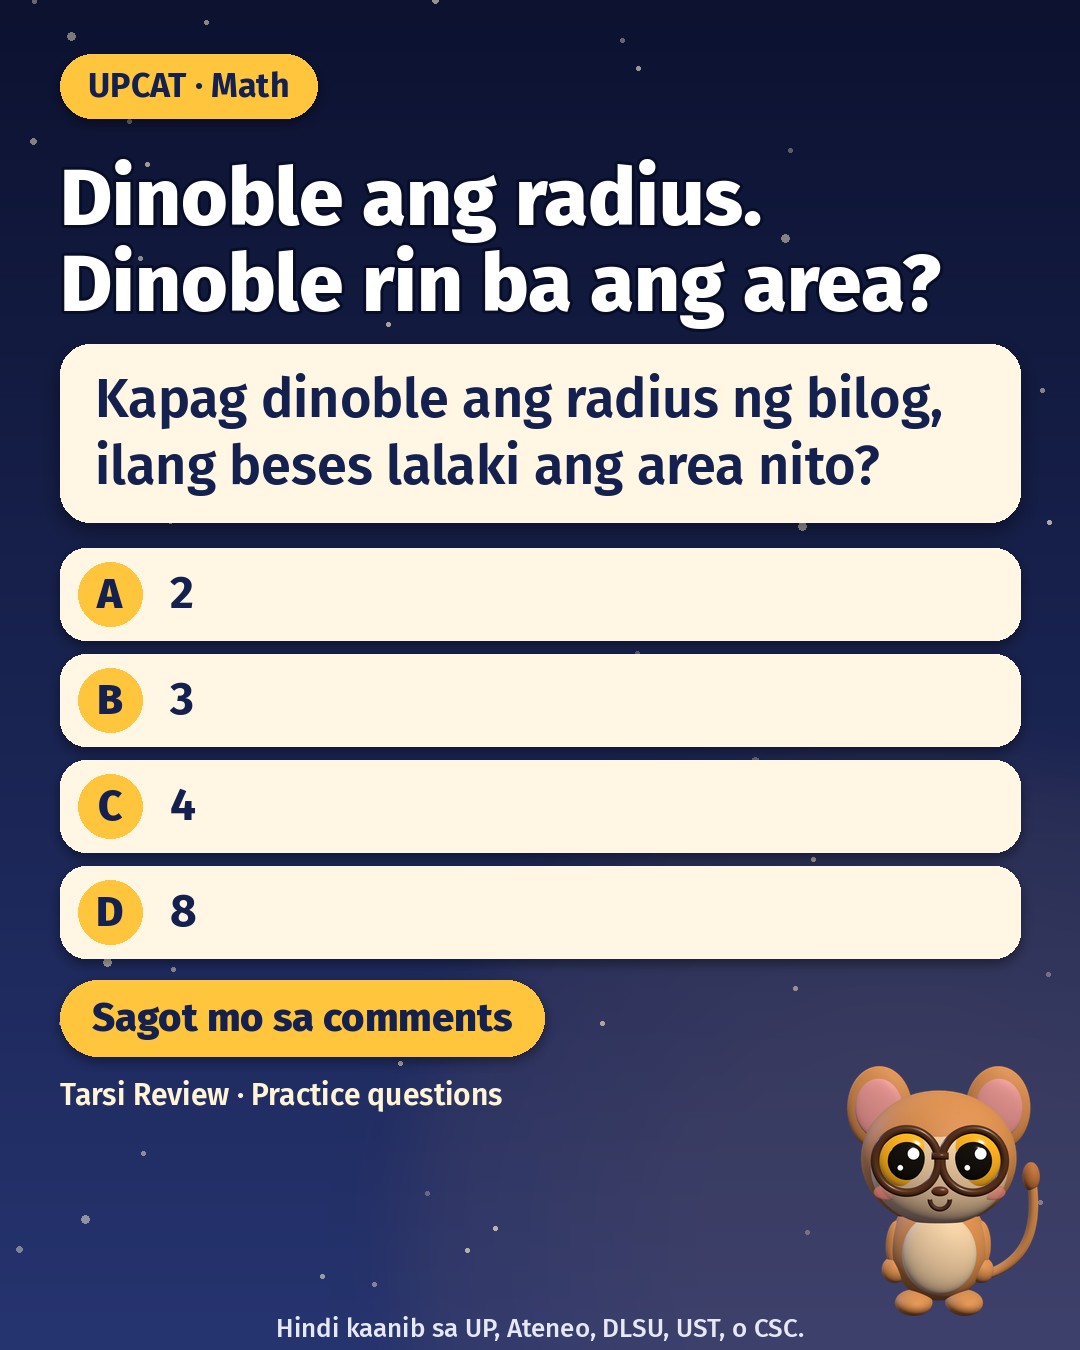 UPCAT · Math
Dinoble ang radius.
Dinoble rin ba ang area?
Kapag dinoble ang radius ng bilog,
ilang beses lalaki ang area nito?
A 2
B 3
C 4
D 8
Sagot mo sa comments
Tarsi Review · Practice questions
Hindi kaanib sa UP, Ateneo, DLSU, UST, o CSC.